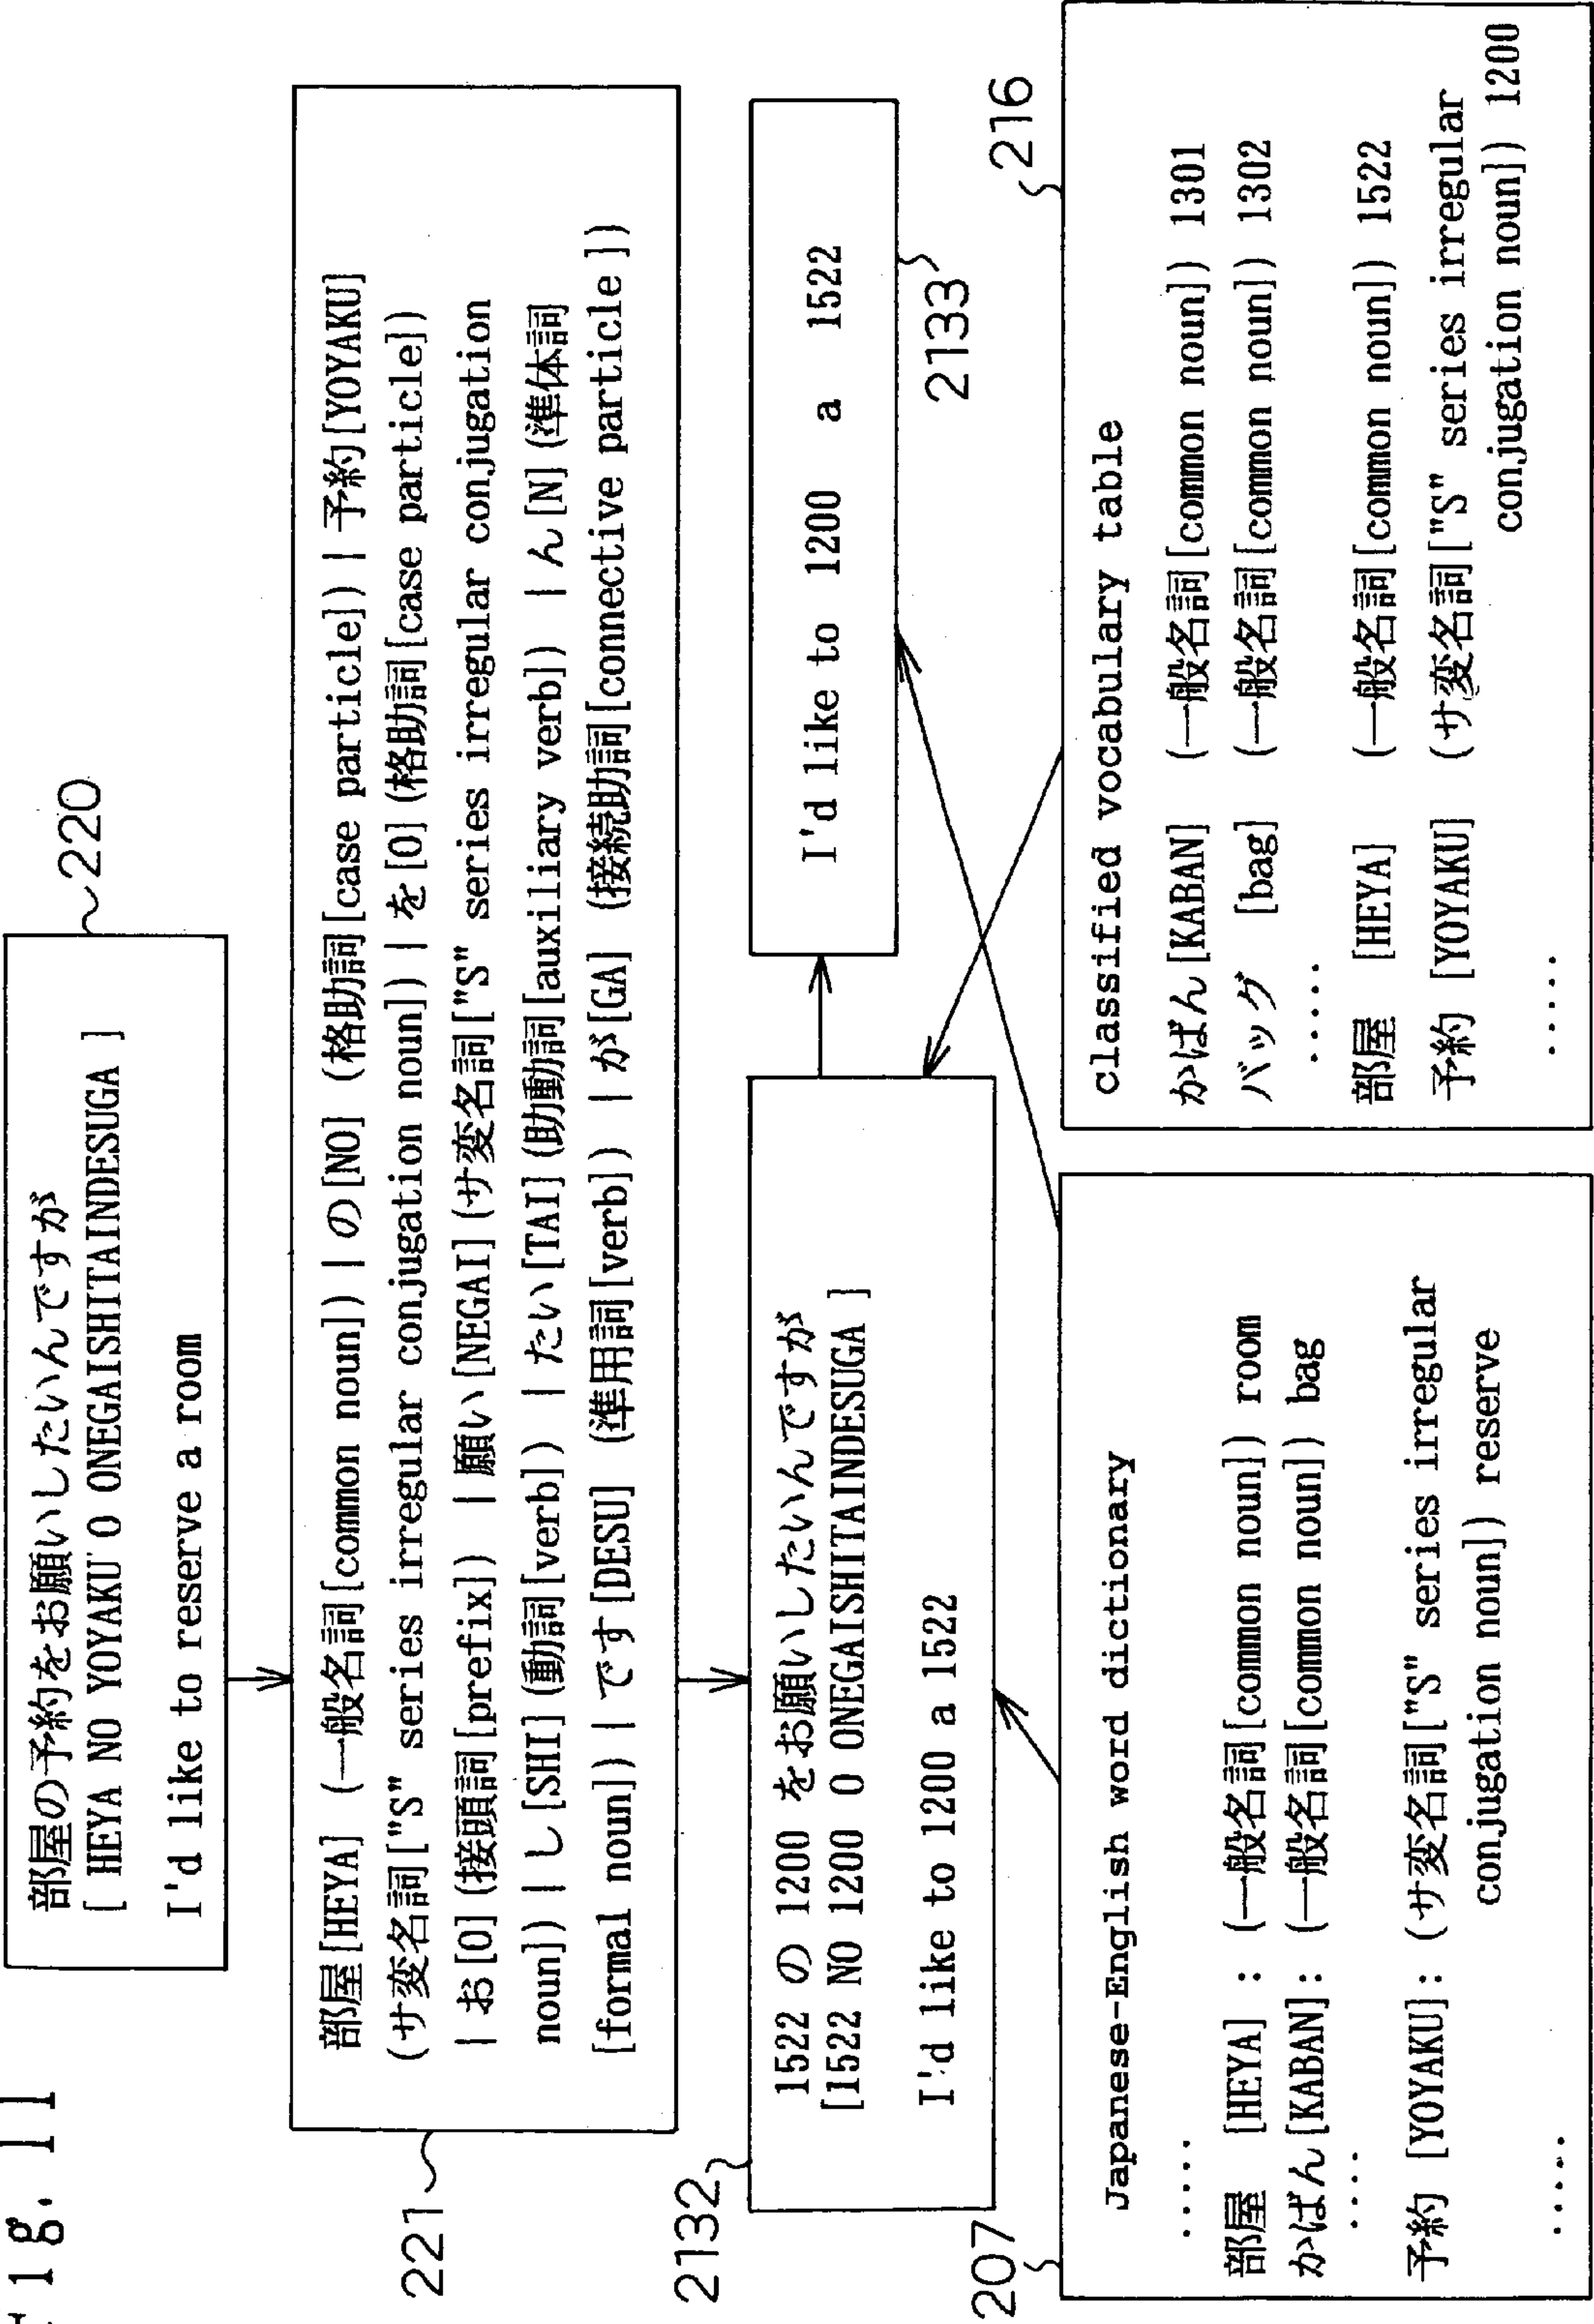 Fig. 11
220
部屋の予約をお願いしたいんですが
[ HEYA NO YOYAKU O ONEGAISHITAINDESUGA ]
I'd like to reserve a room
221
部屋[HEYA] (一般名詞[common noun]) | の[NO] (格助詞[case particle]) | 予約[YOYAKU]
(サ変名詞["S" series irregular conjugation noun]) | を[O] (格助詞[case particle])
| お[O] (接頭詞[prefix]) | 願い[NEGAI] (サ変名詞["S" series irregular conjugation
noun]) | し[SHI] (動詞[verb]) | たい[TAI] (助動詞[auxiliary verb]) | ん[N] (準体詞
[formal noun]) | です[DESU] (準用詞[verb]) | が[GA] (接続助詞[connective particle ])
2132
1522 の 1200 をお願いしたいんですが
[1522 NO 1200 O ONEGAISHITAINDESUGA ]
I'd like to 1200 a 1522
I'd like to 1200 a 1522
2133
207
Japanese-English word dictionary
.....
部屋 [HEYA] : (一般名詞[common noun]) room
かばん[KABAN]: (一般名詞[common noun]) bag
.....
予約 [YOYAKU]: (サ変名詞["S" series irregular
conjugation noun]) reserve
.....
216
classified vocabulary table
かばん[KABAN] (一般名詞[common noun]) 1301
バッグ [bag] (一般名詞[common noun]) 1302
.....
部屋 [HEYA] (一般名詞[common noun]) 1522
予約 [YOYAKU] (サ変名詞["S" series irregular
conjugation noun]) 1200
.....